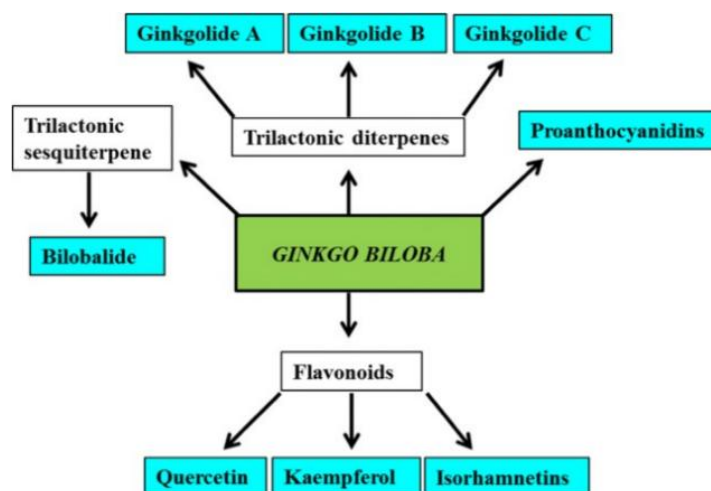 Ginkgolide A
Ginkgolide B
Ginkgolide C
Trilactonic
sesquiterpene
Trilactonic diterpenes
Proanthocyanidins
Bilobalide
GINKGO BILOBA
Flavonoids
Quercetin
Kaempferol
Isorhamnetins